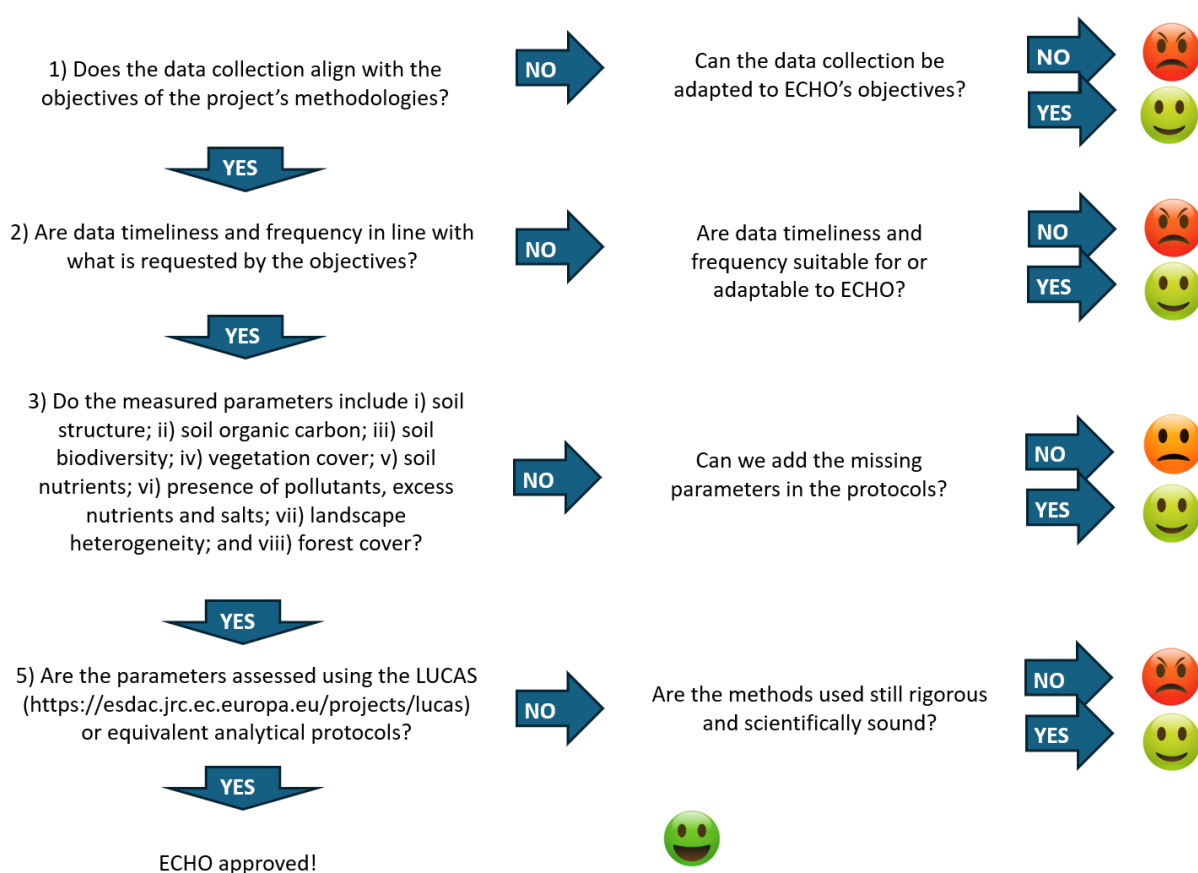 1) Does the data collection align with the
objectives of the project’s methodologies?
NO
Can the data collection be
adapted to ECHO’s objectives?
NO
YES
YES
2) Are data timeliness and frequency in line with
what is requested by the objectives?
NO
Are data timeliness and
frequency suitable for or
adaptable to ECHO?
NO
YES
YES
3) Do the measured parameters include i) soil
structure; ii) soil organic carbon; iii) soil
biodiversity; iv) vegetation cover; v) soil
nutrients; vi) presence of pollutants, excess
nutrients and salts; vii) landscape
heterogeneity; and viii) forest cover?
NO
Can we add the missing
parameters in the protocols?
NO
YES
YES
5) Are the parameters assessed using the LUCAS
(https://esdac.jrc.ec.europa.eu/projects/lucas)
or equivalent analytical protocols?
NO
Are the methods used still rigorous
and scientifically sound?
NO
YES
YES
ECHO approved!